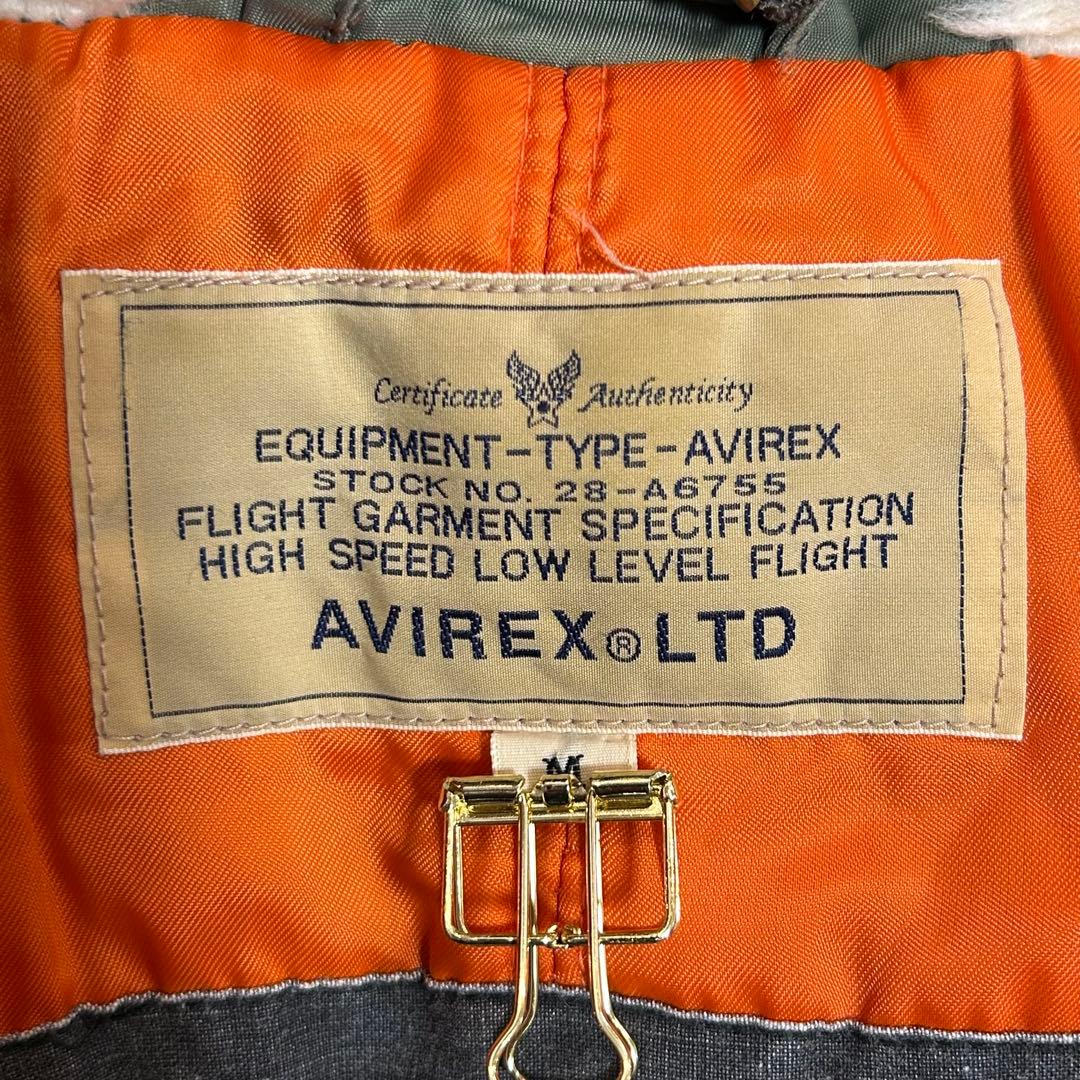 Certificate Authenticity
EQUIPMENT-TYPE-AVIREX
STOCK NO. 28-A6755
FLIGHT GARMENT SPECIFICATION
HIGH SPEED LOW LEVEL FLIGHT
AVIREX®LTD
M